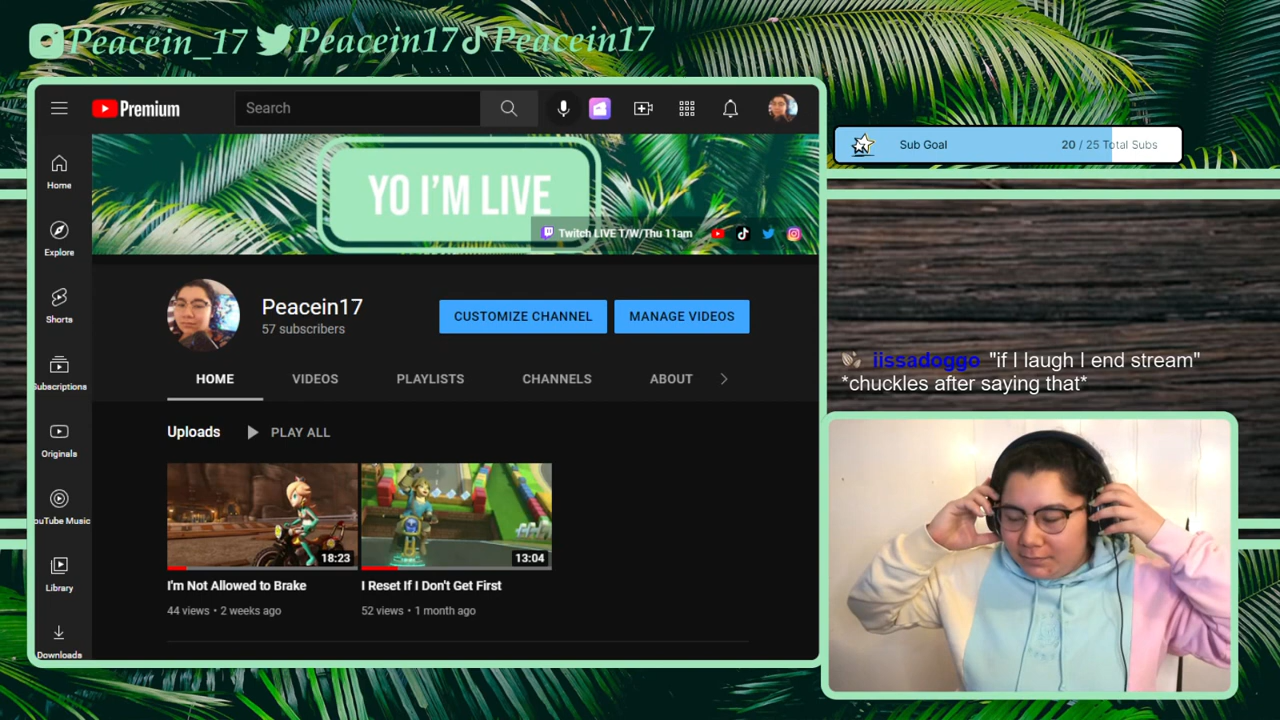 Peacein_17 Peacein17 Peacein17
Premium
Search
Home
Explore
Shorts
Subscriptions
Originals
YouTube Music
Library
Downloads
YO I'M LIVE
Twitch LIVE T/W/Thu 11am
Peacein17
57 subscribers
CUSTOMIZE CHANNEL
MANAGE VIDEOS
HOME VIDEOS PLAYLISTS CHANNELS ABOUT
Uploads PLAY ALL
18:23
13:04
I'm Not Allowed to Brake
44 views • 2 weeks ago
I Reset If I Don't Get First
52 views • 1 month ago
Sub Goal 20 / 25 Total Subs
iissadoggo "if I laugh I end stream"
*chuckles after saying that*